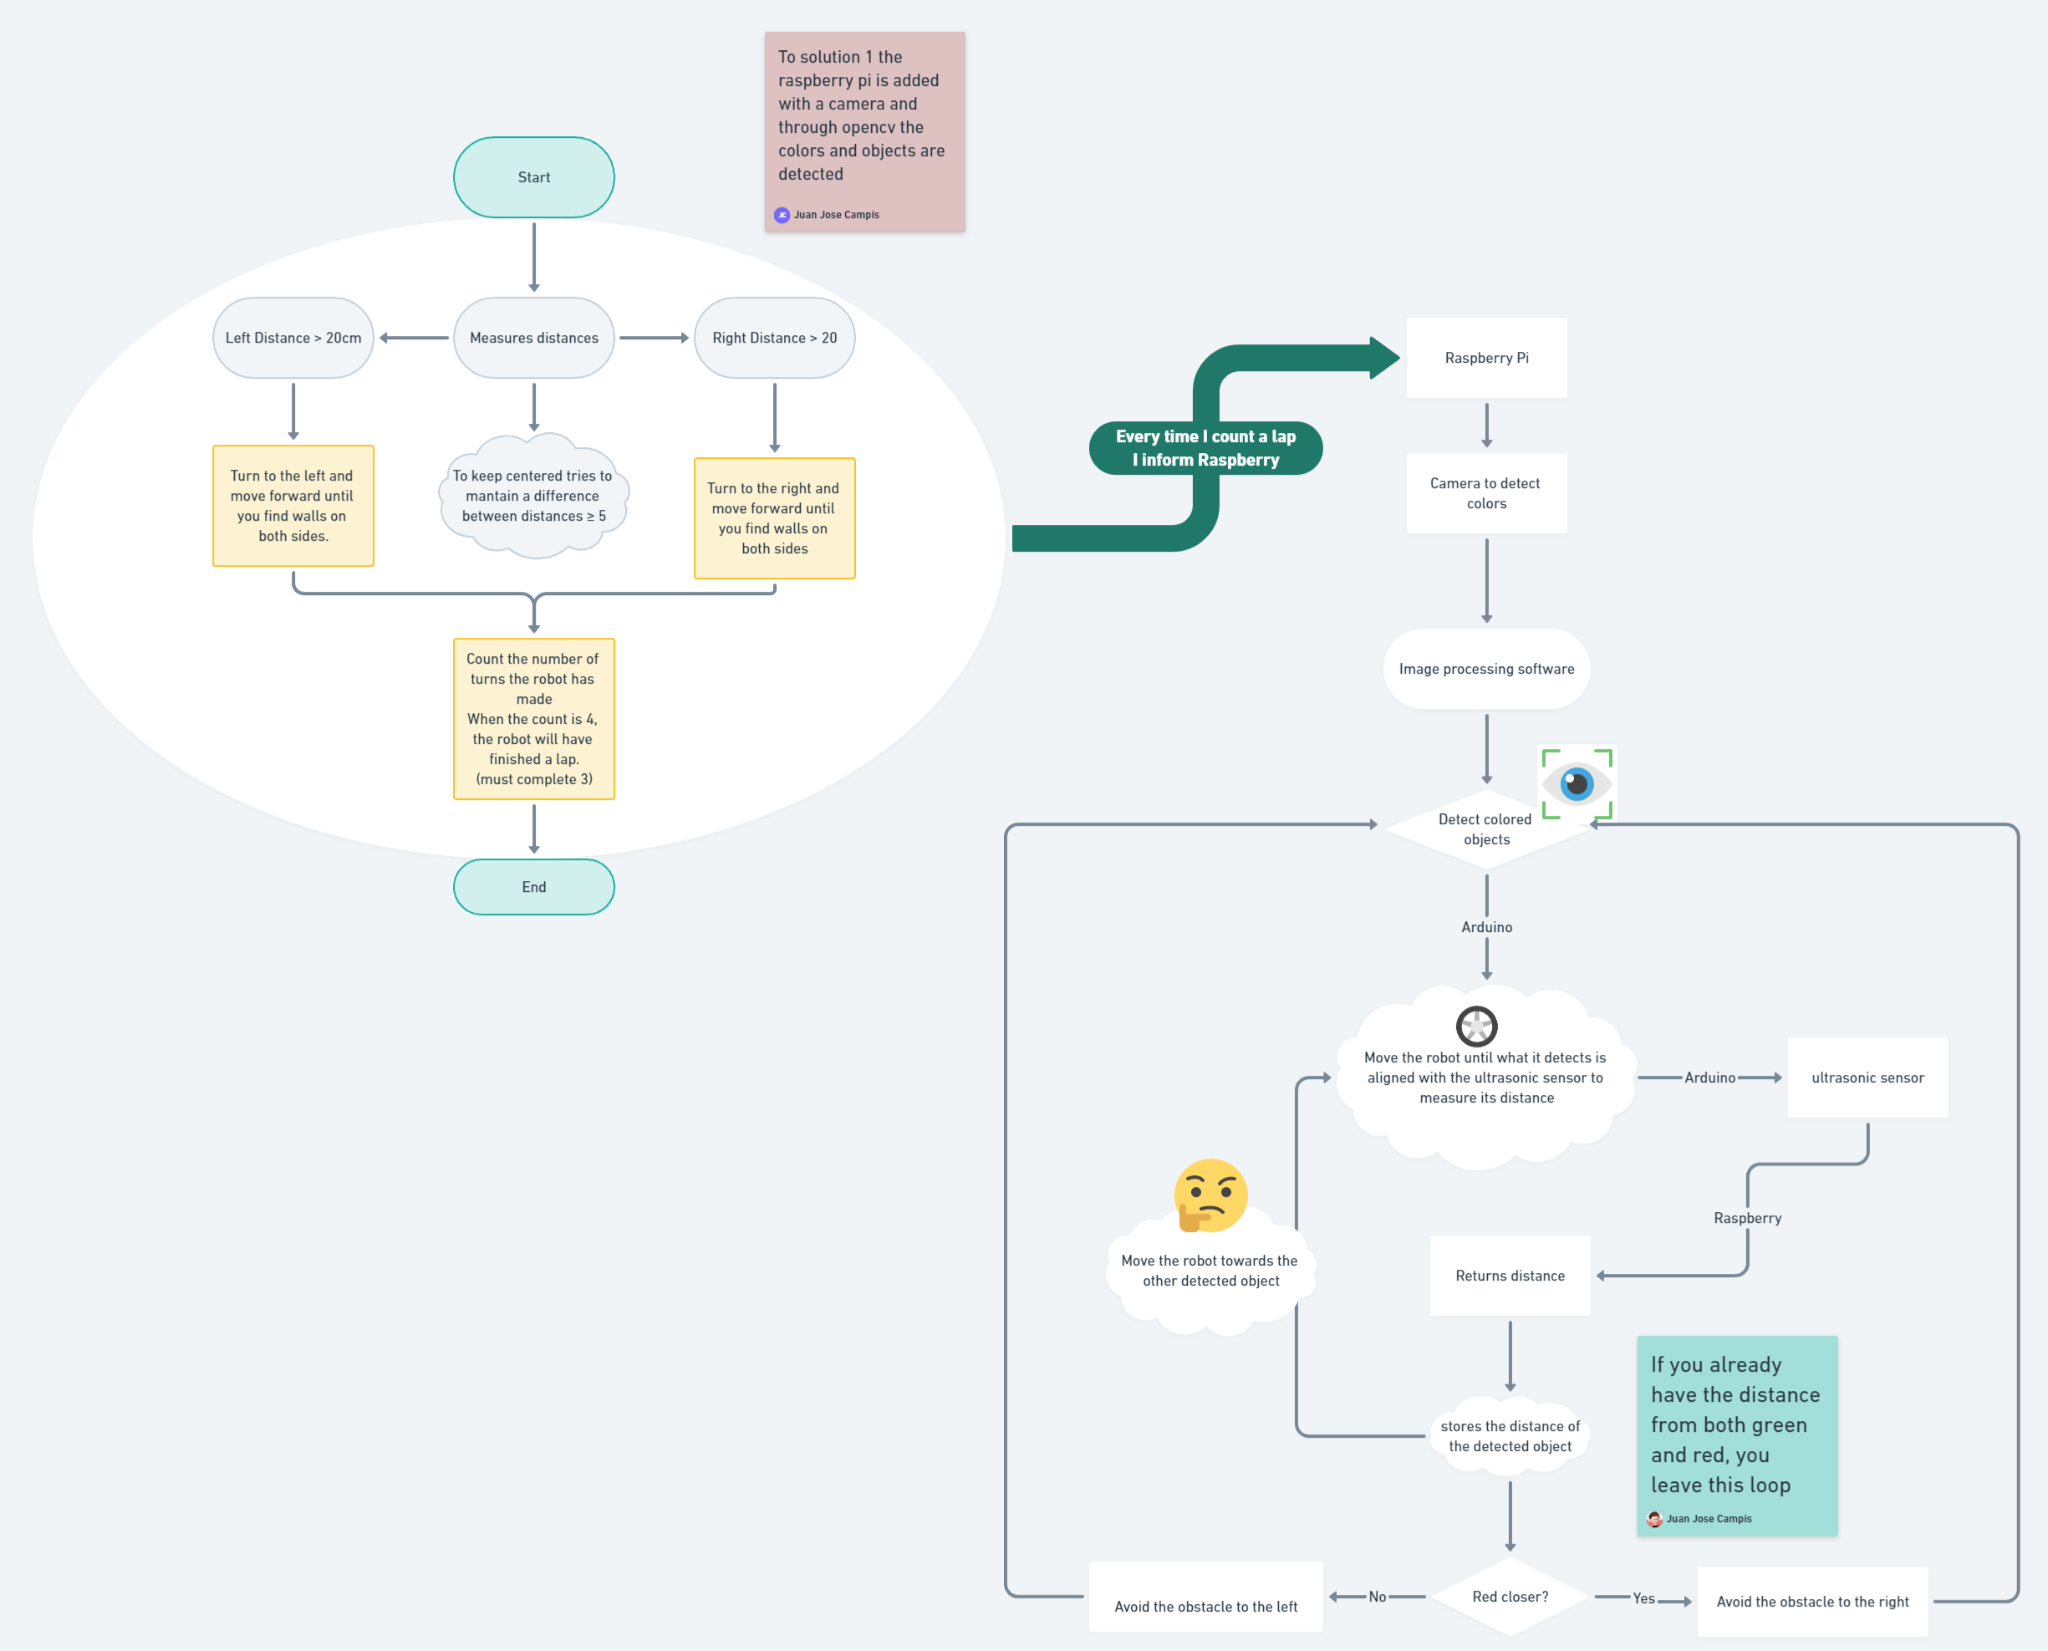 To solution 1 the
raspberry pi is added
with a camera and
through opencv the
colors and objects are
detected
JC
Juan Jose Campis
Start
Left Distance > 20cm
Measures distances
Right Distance > 20
Turn to the left and
move forward until
you find walls on
both sides.
To keep centered tries to
mantain a difference
between distances ≥ 5
Turn to the right and
move forward until
you find walls on
both sides
Count the number of
turns the robot has
made
When the count is 4,
the robot will have
finished a lap.
(must complete 3)
End
Every time I count a lap
I inform Raspberry
Raspberry Pi
Camera to detect
colors
Image processing software
Detect colored
objects
Arduino
Move the robot until what it detects is
aligned with the ultrasonic sensor to
measure its distance
Arduino
ultrasonic sensor
Raspberry
Returns distance
Move the robot towards the
other detected object
stores the distance of
the detected object
If you already
have the distance
from both green
and red, you
leave this loop
Juan Jose Campis
Red closer?
No
Avoid the obstacle to the left
Yes
Avoid the obstacle to the right